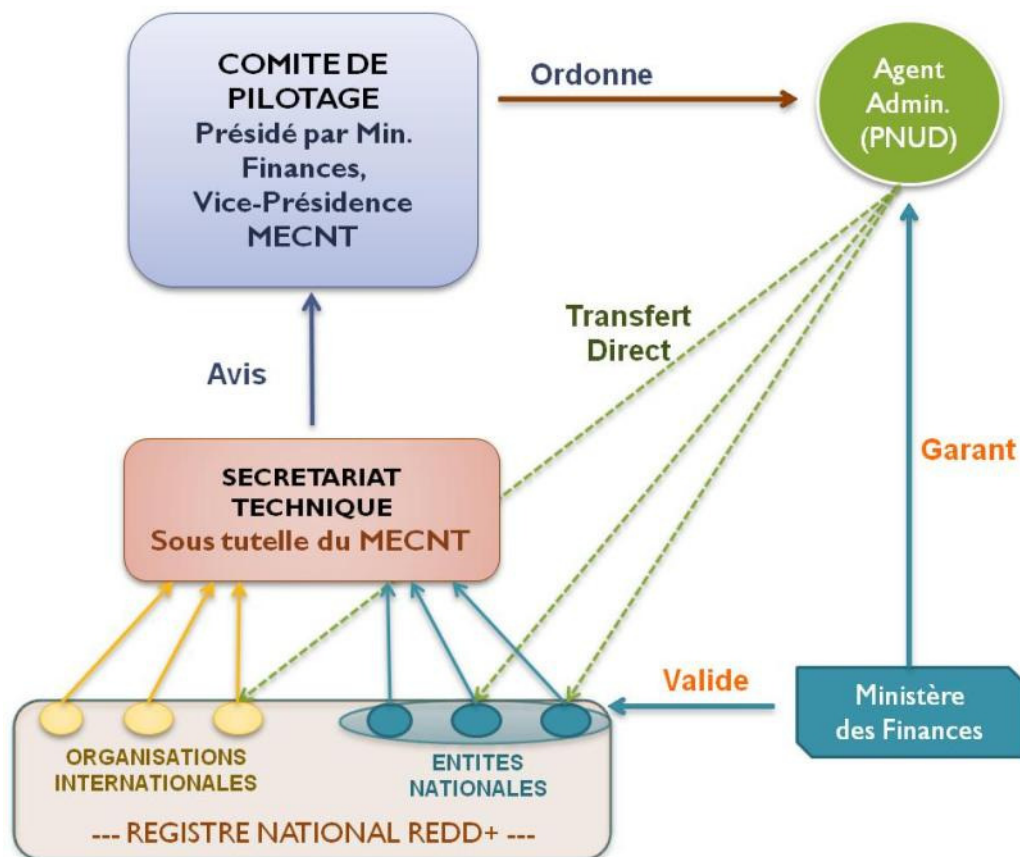 COMITE DE
PILOTAGE
Présidé par Min.
Finances,
Vice-Présidence
MECNT
Ordonne
Agent
Admin.
(PNUD)
Transfert
Direct
Avis
Garant
SECRETARIAT
TECHNIQUE
Sous tutelle du MECNT
Valide
Ministère
des Finances
ORGANISATIONS
INTERNATIONALES
ENTITES
NATIONALES
--- REGISTRE NATIONAL REDD+ ---